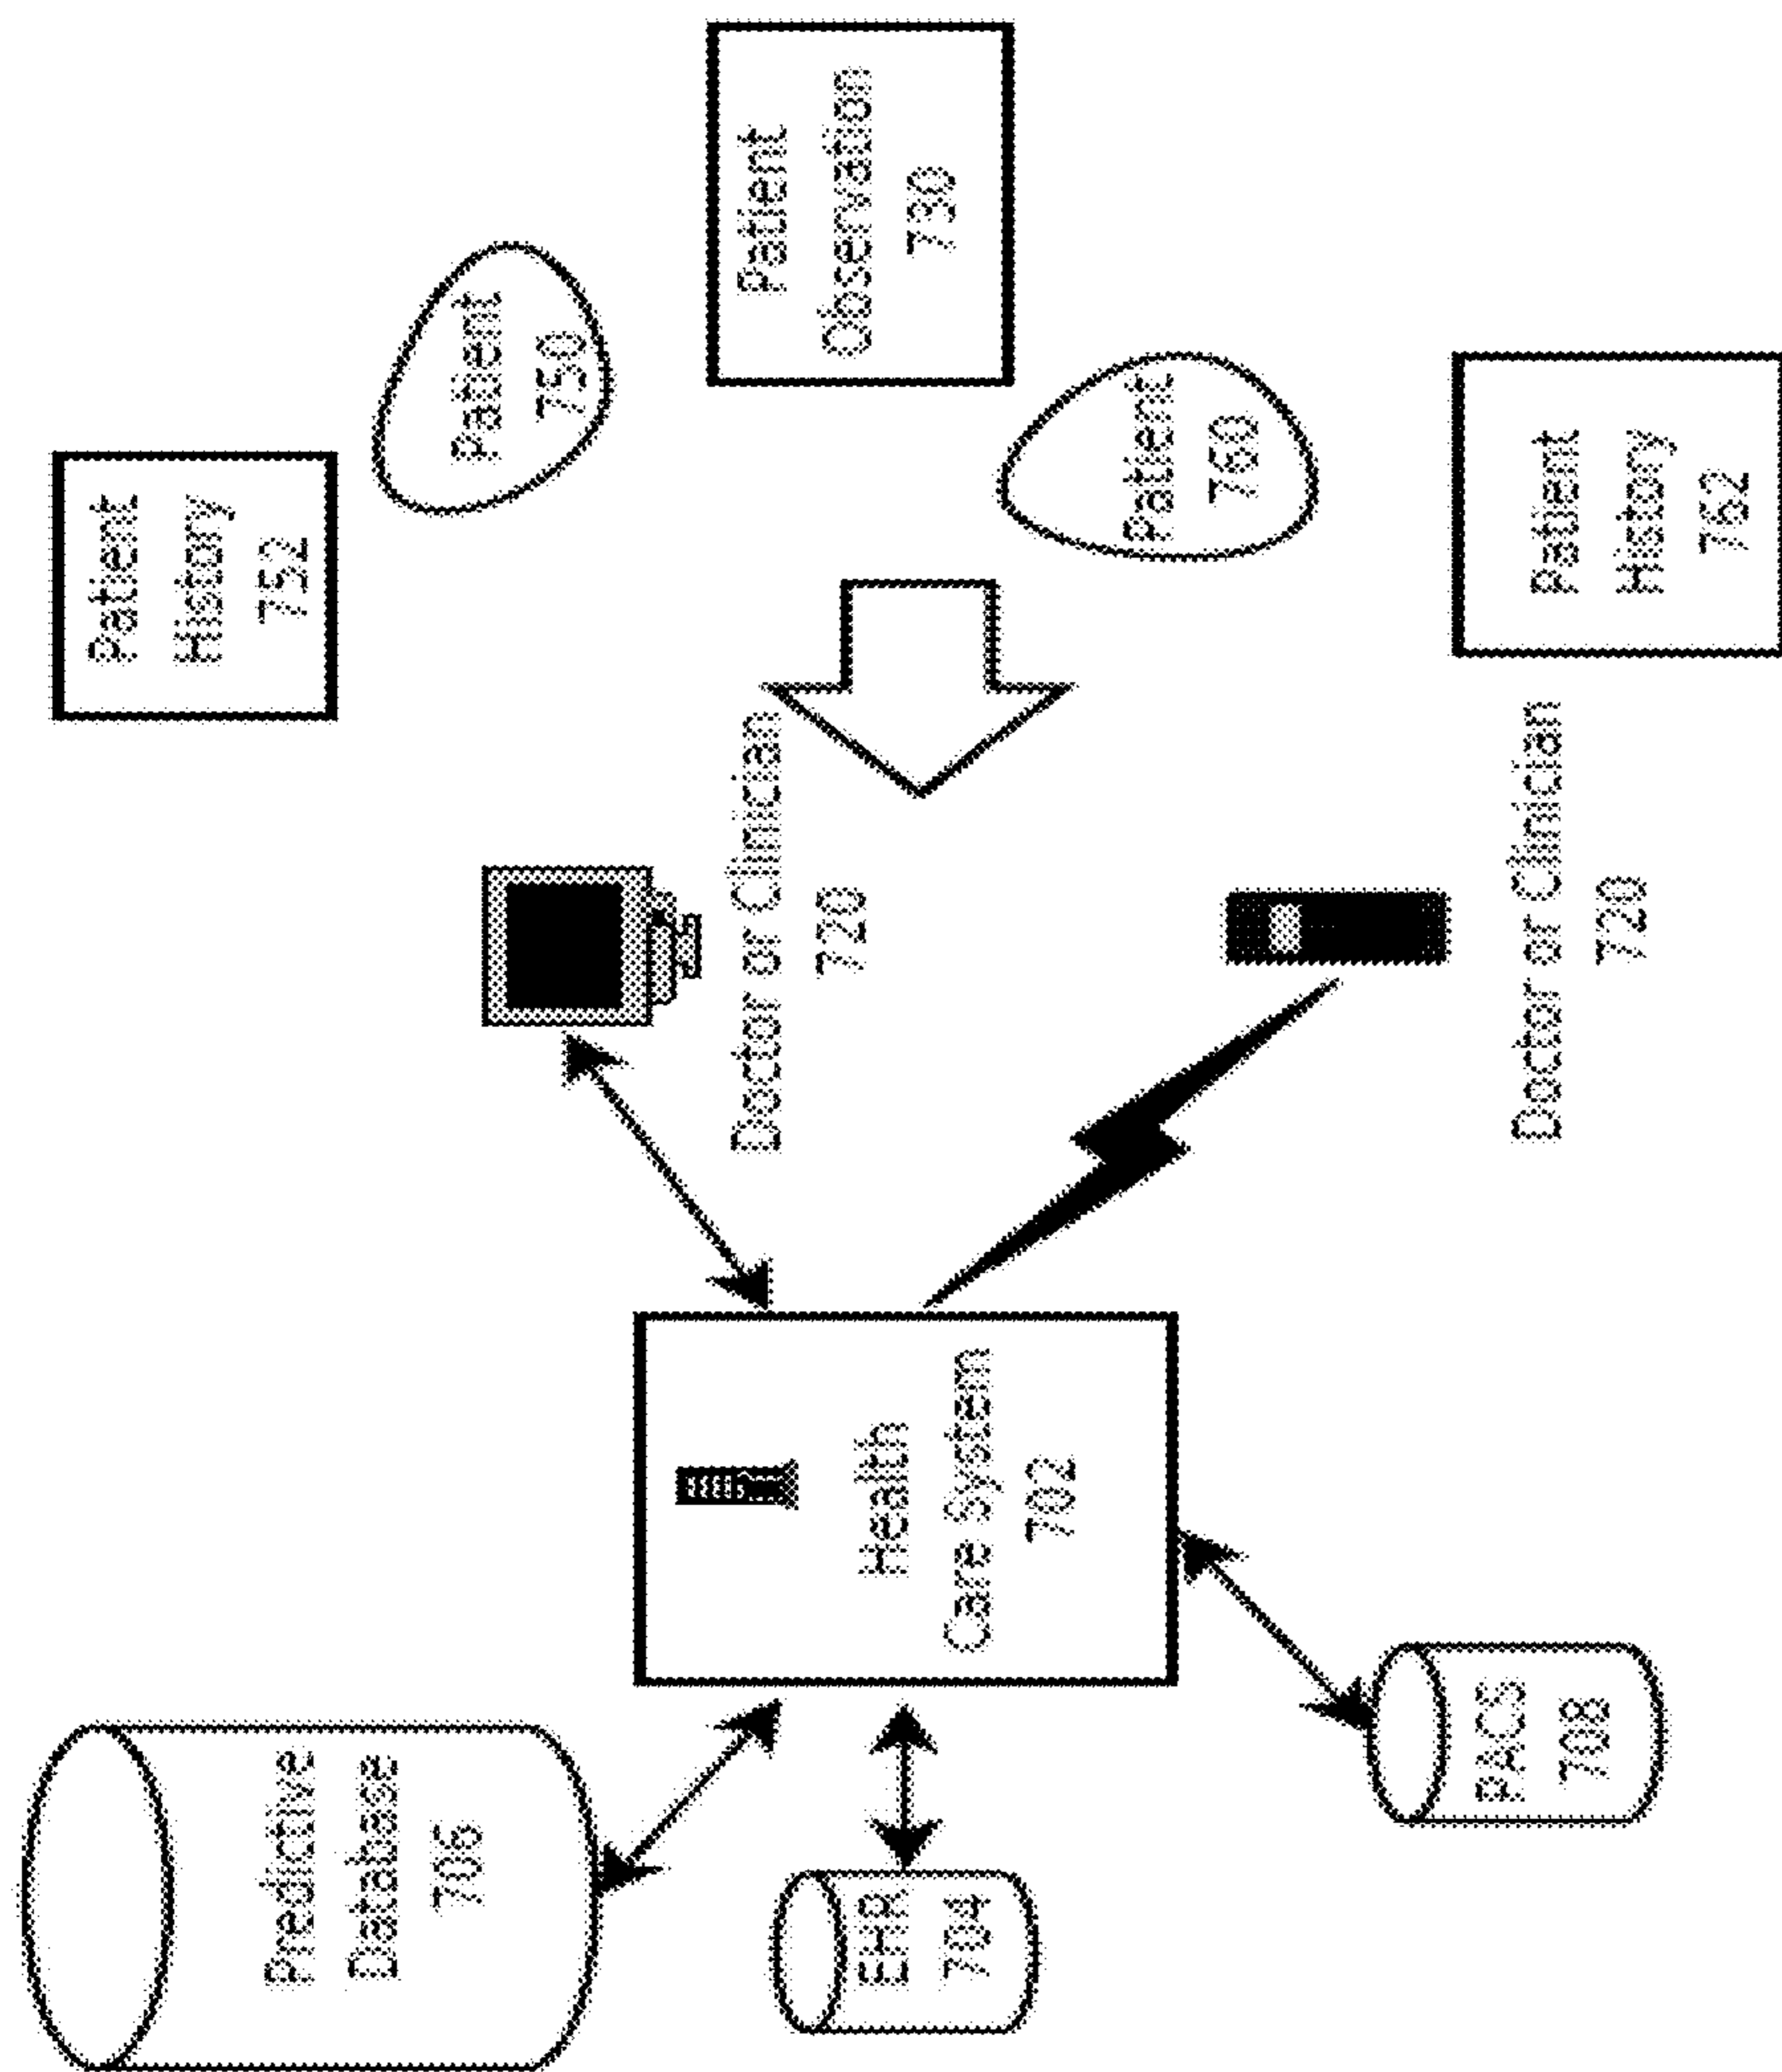 Predictive
Database
706
Patient
History
752
Patient
750
Health
Care System
702
Doctor or Clinician
720
Patient
Observation
730
EHR
704
Patient
760
PACS
708
Doctor or Clinician
720
Patient
History
762